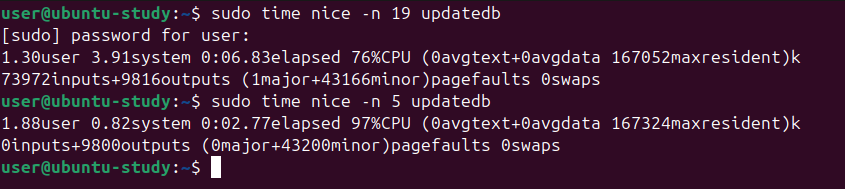 user@ubuntu-study:~$ sudo time nice -n 19 updatedb
[sudo] password for user:
1.30user 3.91system 0:06.83elapsed 76%CPU (0avgtext+0avgdata 167052maxresident)k
73972inputs+9816outputs (1major+43166minor)pagefaults 0swaps
user@ubuntu-study:~$ sudo time nice -n 5 updatedb
1.88user 0.82system 0:02.77elapsed 97%CPU (0avgtext+0avgdata 167324maxresident)k
0inputs+9800outputs (0major+43200minor)pagefaults 0swaps
user@ubuntu-study:~$